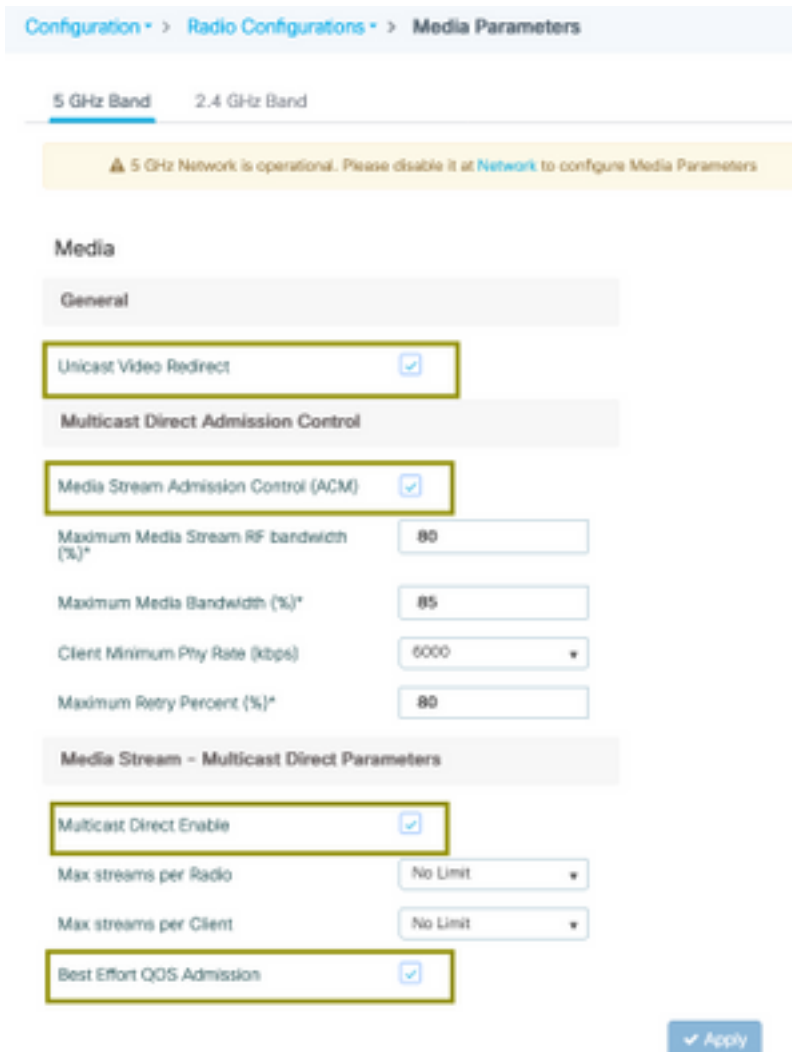 Configuration > Radio Configurations > Media Parameters
5 GHz Band 2.4 GHz Band
5 GHz Network is operational. Please disable it at Network to configure Media Parameters
Media
General
Unicast Video Redirect
Multicast Direct Admission Control
Media Stream Admission Control (ACM)
Maximum Media Stream RF bandwidth 80
(%)*
Maximum Media Bandwidth (%)* 85
Client Minimum Phy Rate (kbps) 6000
Maximum Retry Percent (%)* 80
Media Stream - Multicast Direct Parameters
Multicast Direct Enable
Max streams per Radio No Limit
Max streams per Client No Limit
Best Effort QOS Admission
Apply